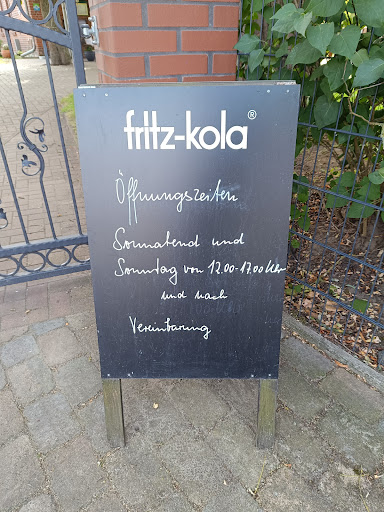 fritz-kola®
Öffnungszeiten
Sonnabend und
Sonntag von 12.00-17.00 Uhr
und nach
Vereinbarung